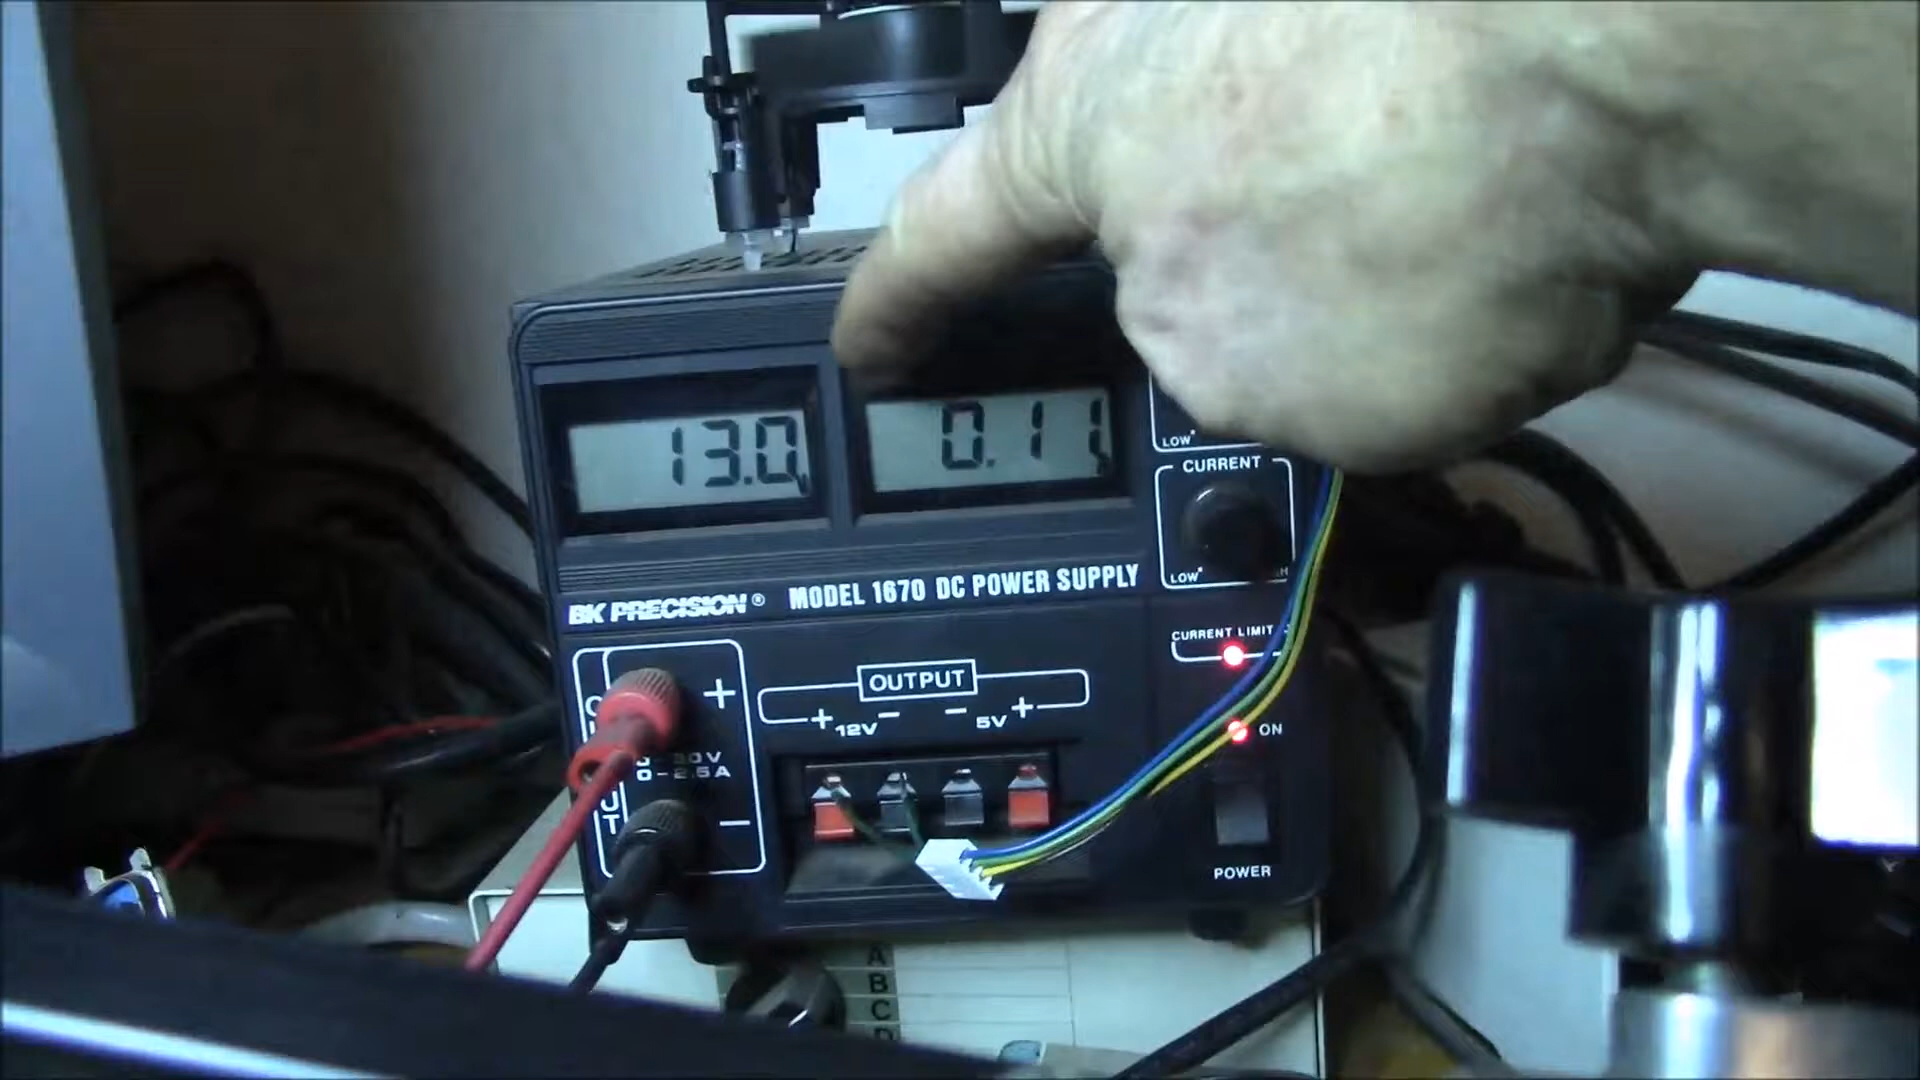 13.0
0.11
LOW
CURRENT
LOW
BK PRECISION® MODEL 1670 DC POWER SUPPLY
CURRENT LIMIT
+
OUTPUT
+ 12V − − 5V +
ON
0-2.5A
−
POWER
A
B
C
D